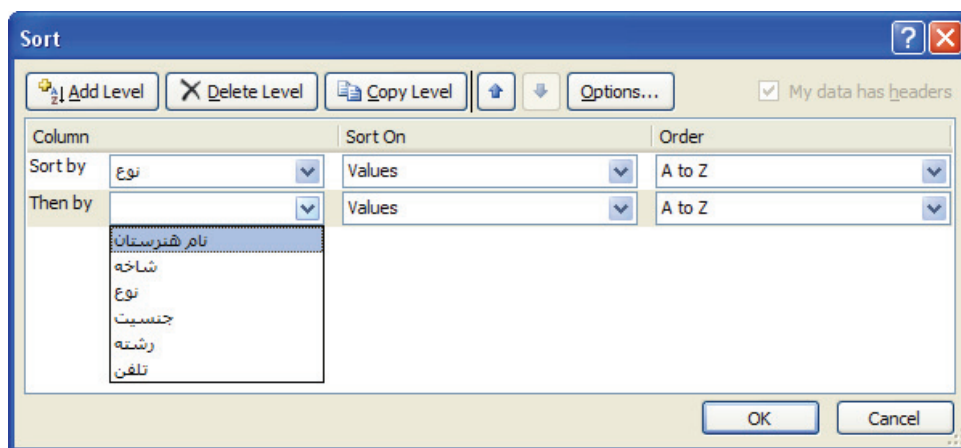 Sort
Add Level Delete Level Copy Level Options... My data has headers
Column Sort On Order
Sort by نوع Values A to Z
Then by Values A to Z
نام هنرستان
شاخه
نوع
جنسیت
رشته
تلفن
OK Cancel